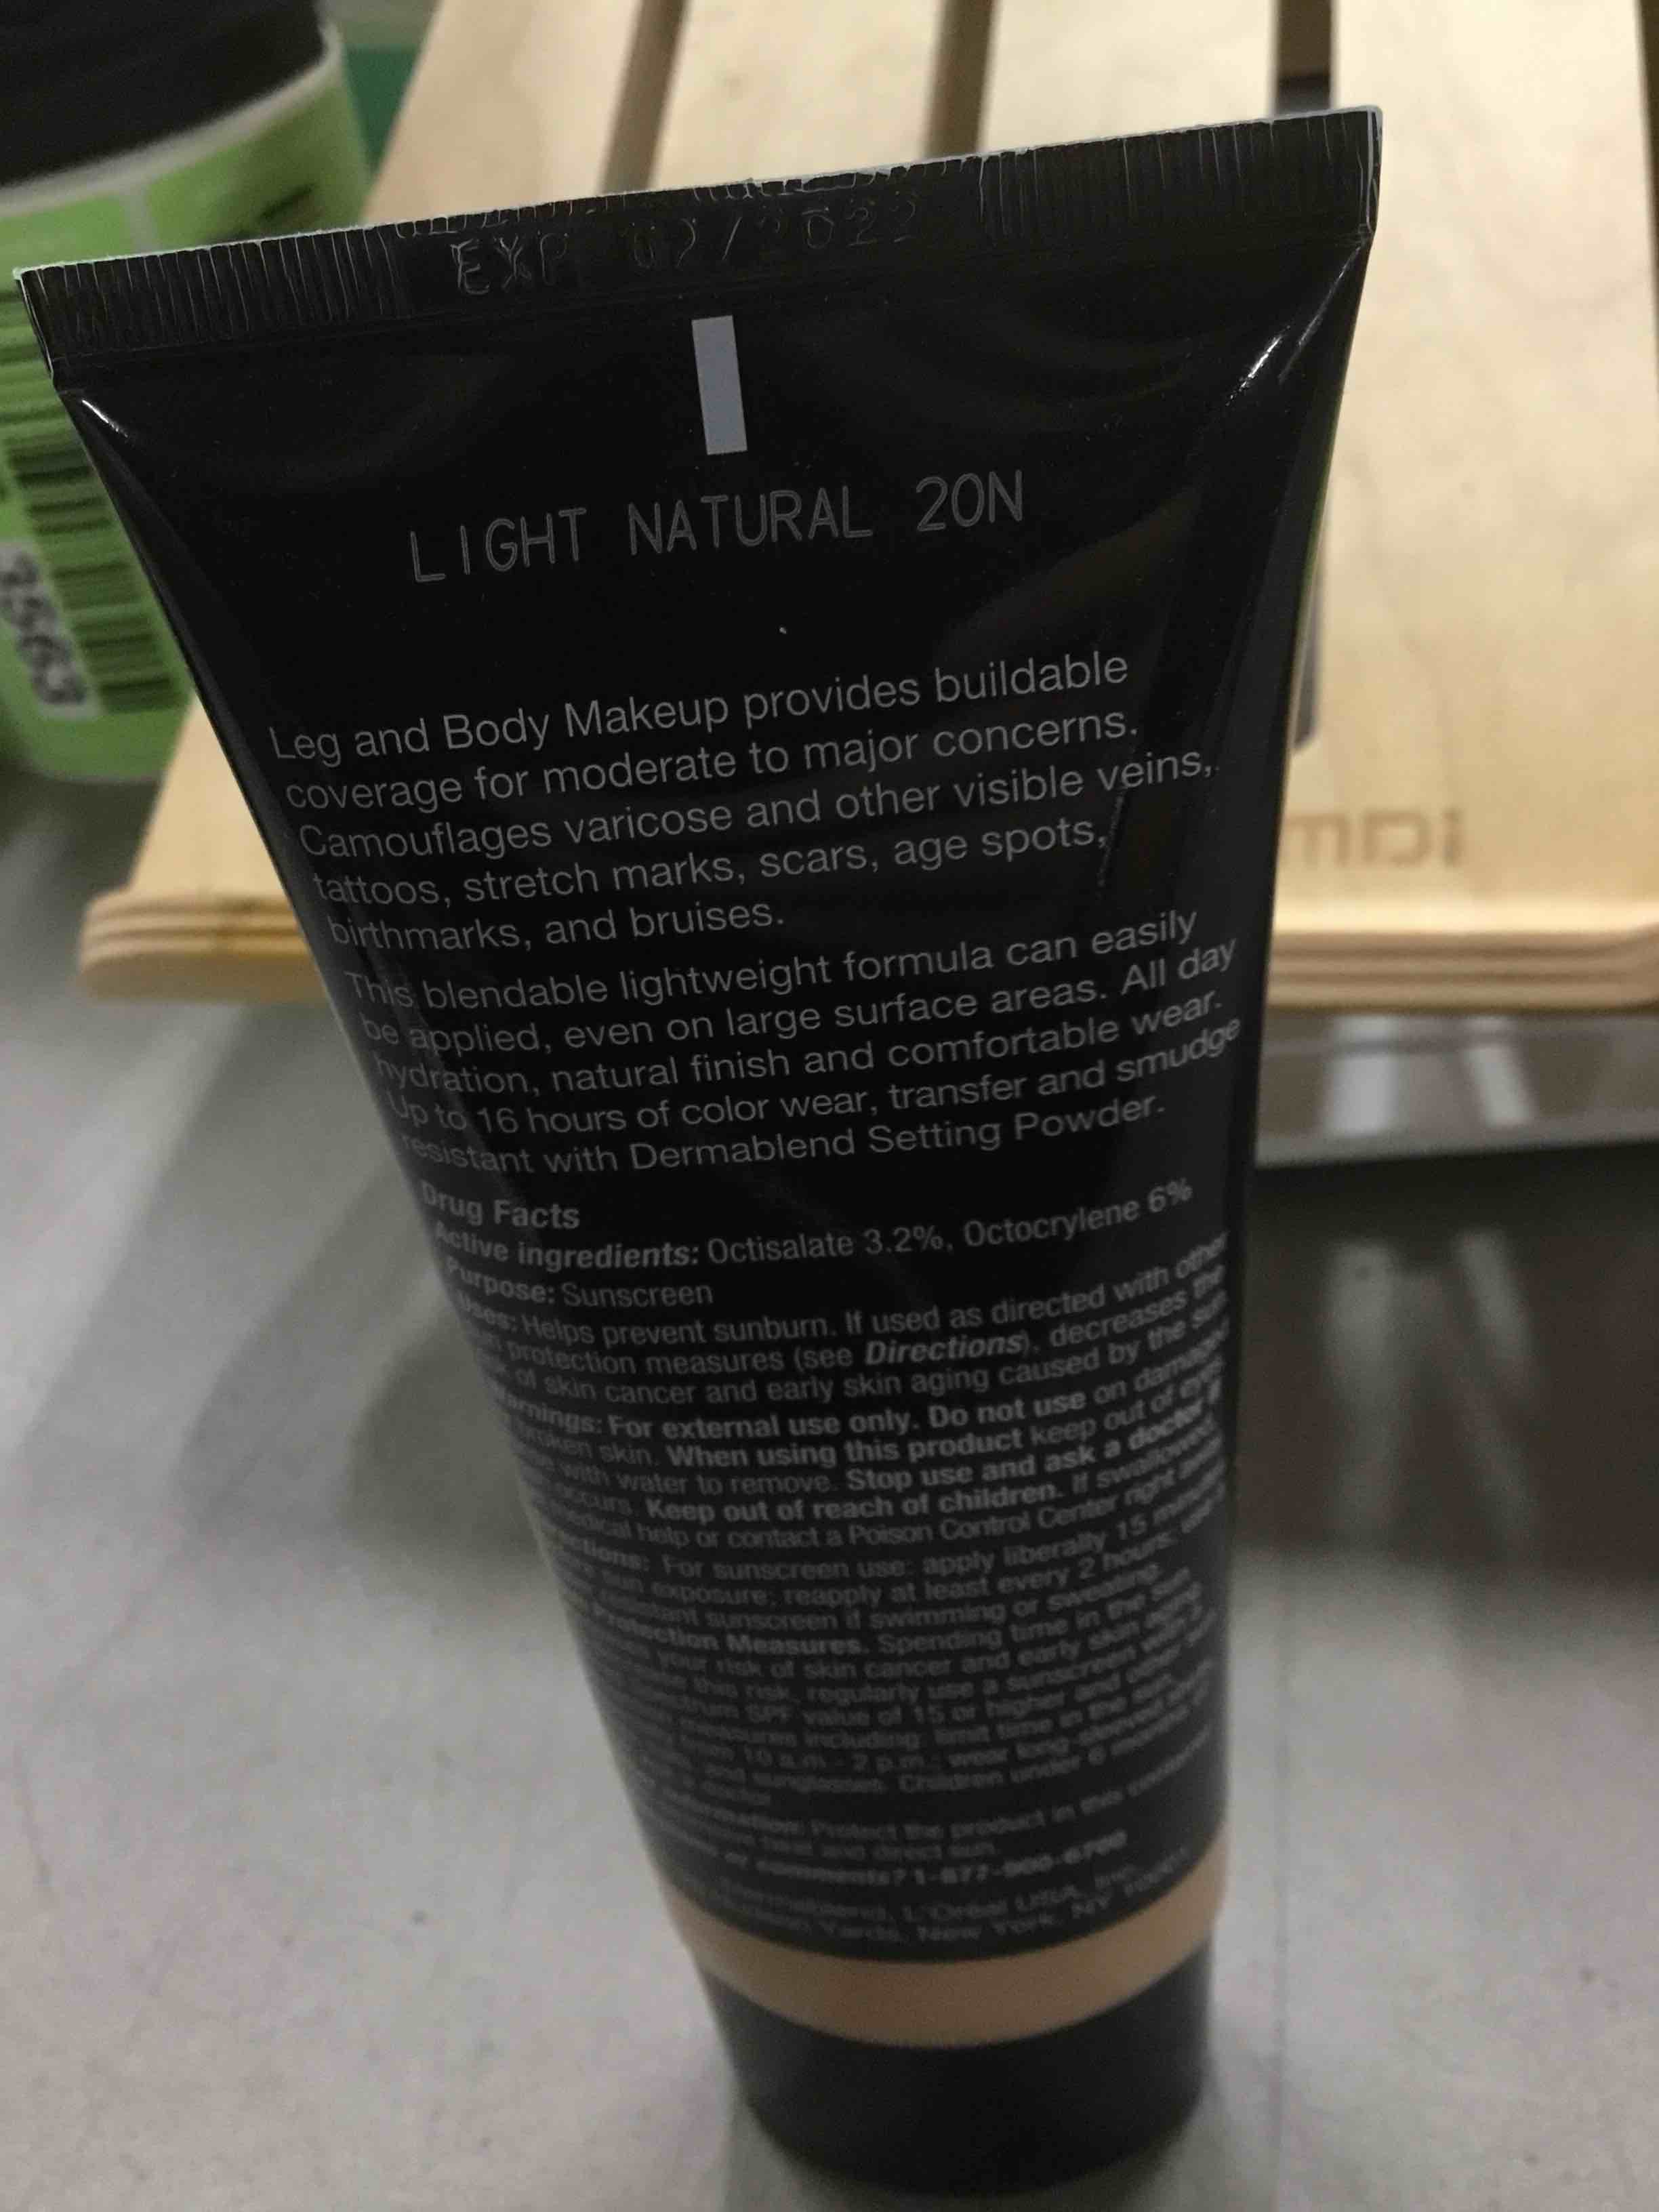 EXP 02/2022
LIGHT NATURAL 20N
Leg and Body Makeup provides buildable
coverage for moderate to major concerns.
Camouflages varicose and other visible veins,
tattoos, stretch marks, scars, age spots,
birthmarks, and bruises.
This blendable lightweight formula can easily
be applied, even on large surface areas. All day
hydration, natural finish and comfortable wear.
Up to 16 hours of color wear, transfer and smudge
resistant with Dermablend Setting Powder.
Drug Facts
Active ingredients: Octisalate 3.2%, Octocrylene 6%
Purpose: Sunscreen
Uses: Helps prevent sunburn. If used as directed with other
protection measures (see Directions), decreases the
of skin cancer and early skin aging caused by the sun
For external use only. Do not use on damaged
skin. When using this product keep out of eyes
with water to remove. Stop use and ask a doctor if
occurs. Keep out of reach of children. If swallowed,
help or contact a Poison Control Center right away
For sunscreen use: apply liberally 15 minutes
sun exposure; reapply at least every 2 hours; use
sunscreen if swimming or sweating
Protection Measures. Spending time in the sun
your risk of skin cancer and early skin aging
this risk, regularly use a sunscreen with
SPF value of 15 or higher and other sun
measures including: limit time in the sun
10 a.m - 2 p.m.; wear long-sleeved
and sunglasses. Children under 6 months
Protect the product in this container
heat and direct sun.
or comments? 1-877-900-6700
L'Oréal USA, Inc.
Yards, New York, NY
3563
mDi